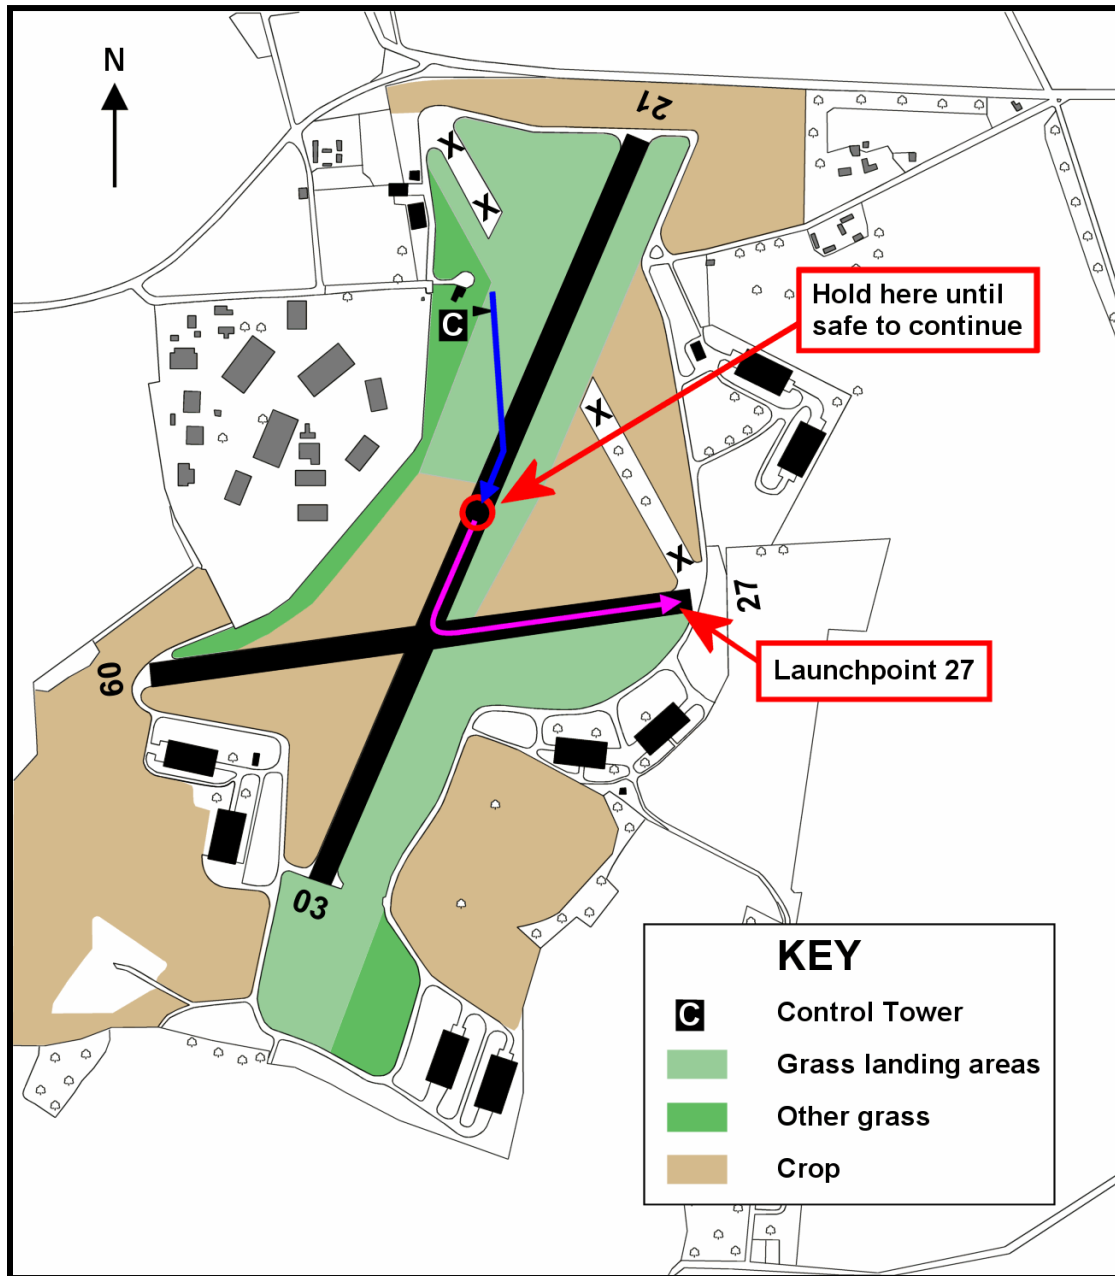 N
21
Hold here until
safe to continue
C
X
X
X
X
27
09
Launchpoint 27
03
KEY
C
Control Tower
Grass landing areas
Other grass
Crop